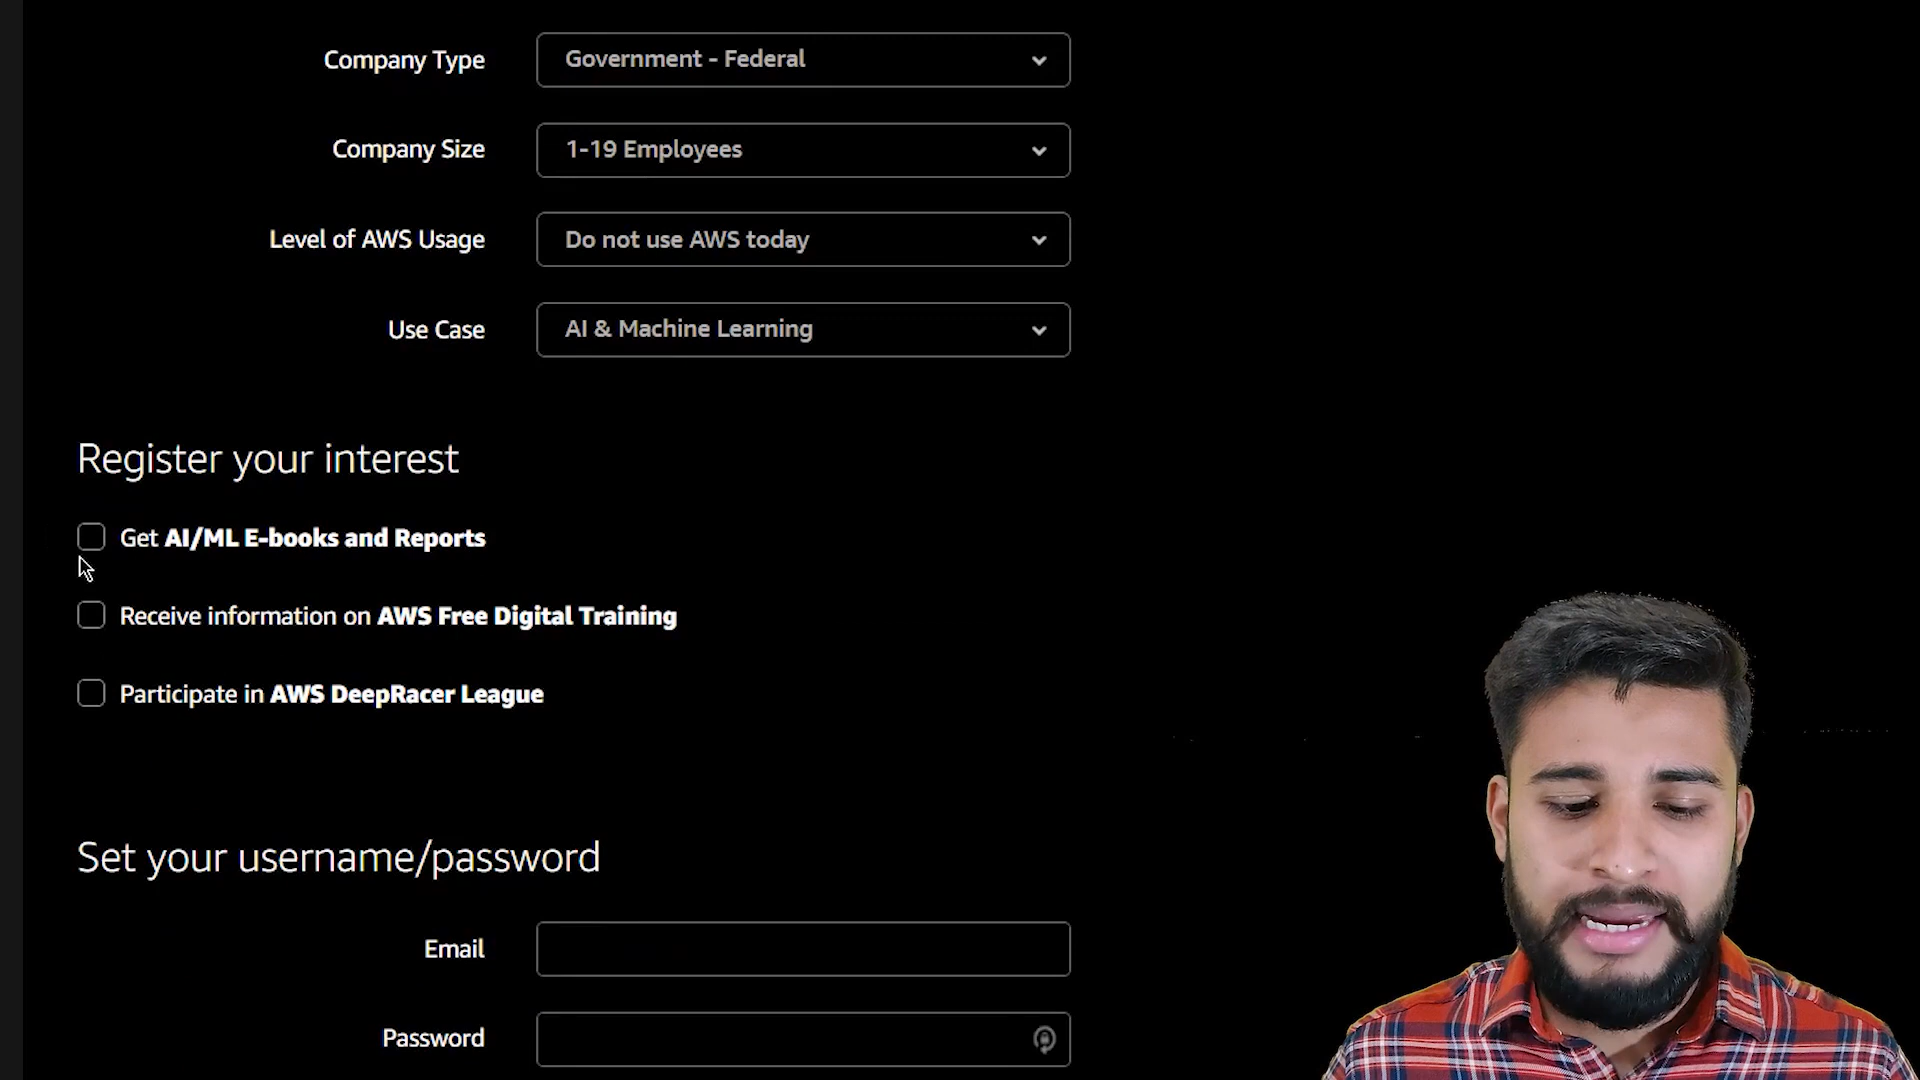 Company Type
Government - Federal
Company Size
1-19 Employees
Level of AWS Usage
Do not use AWS today
Use Case
AI & Machine Learning
Register your interest
Get AI/ML E-books and Reports
Receive information on AWS Free Digital Training
Participate in AWS DeepRacer League
Set your username/password
Email
Password